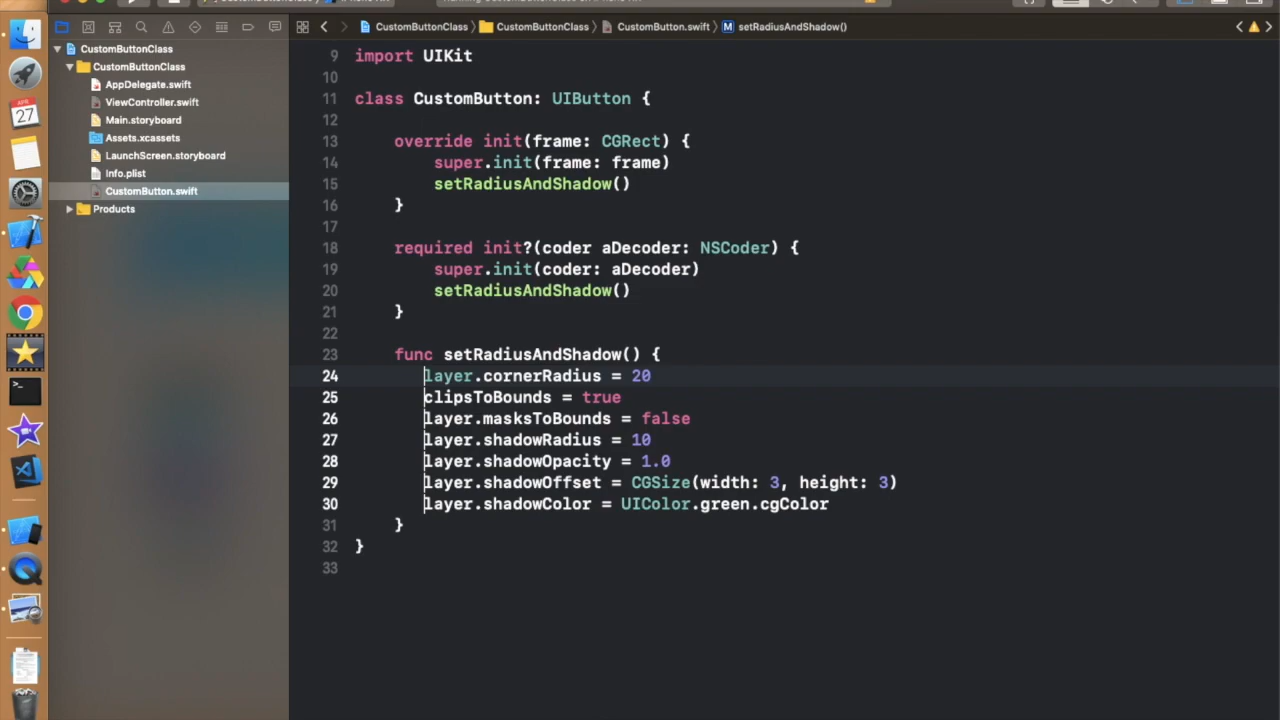 CustomButtonClass
CustomButtonClass
CustomButton.swift
M
setRadiusAndShadow()
CustomButtonClass
CustomButtonClass
AppDelegate.swift
ViewController.swift
Main.storyboard
Assets.xcassets
LaunchScreen.storyboard
Info.plist
CustomButton.swift
Products
APR
27
9 import UIKit
10
11 class CustomButton: UIButton {
12
13 override init(frame: CGRect) {
14 super.init(frame: frame)
15 setRadiusAndShadow()
16 }
17
18 required init?(coder aDecoder: NSCoder) {
19 super.init(coder: aDecoder)
20 setRadiusAndShadow()
21 }
22
23 func setRadiusAndShadow() {
24 layer.cornerRadius = 20
25 clipsToBounds = true
26 layer.masksToBounds = false
27 layer.shadowRadius = 10
28 layer.shadowOpacity = 1.0
29 layer.shadowOffset = CGSize(width: 3, height: 3)
30 layer.shadowColor = UIColor.green.cgColor
31 }
32 }
33